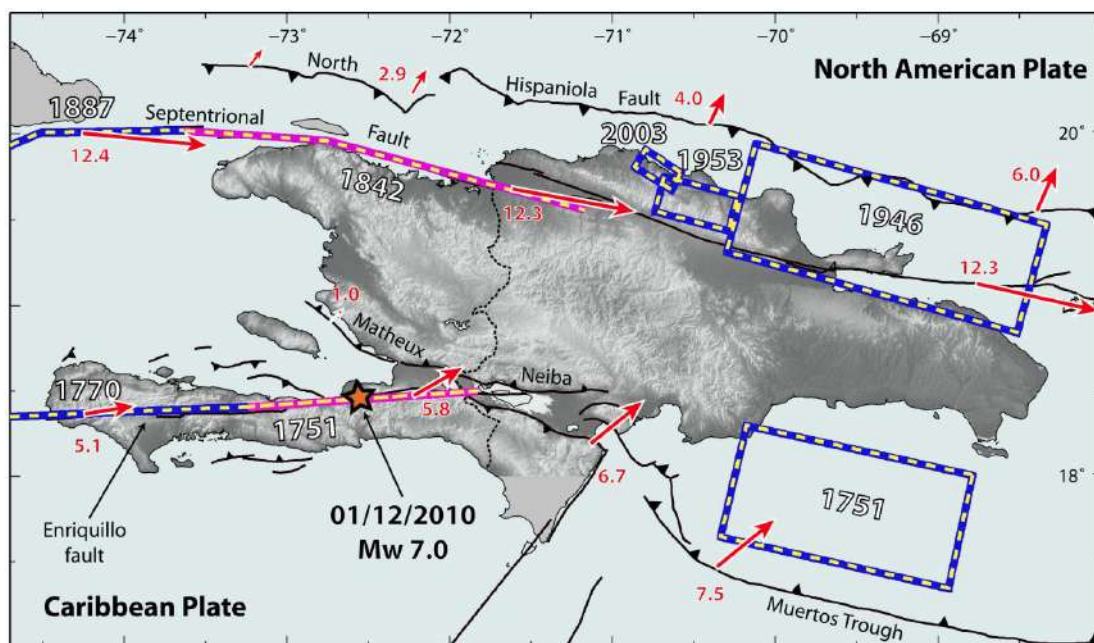 −74° −73° −72° −71° −70° −69°
North American Plate
North
2.9
Hispaniola
Fault
4.0
1887
Septentrional
Fault
20°
12.4
2003
1953
6.0
1842
12.3
1946
12.3
1.0
Matheux
Neiba
1770
5.8
5.1
1751
6.7
18°
1751
Enriquillo
fault
01/12/2010
Mw 7.0
7.5
Muertos Trough
Caribbean Plate